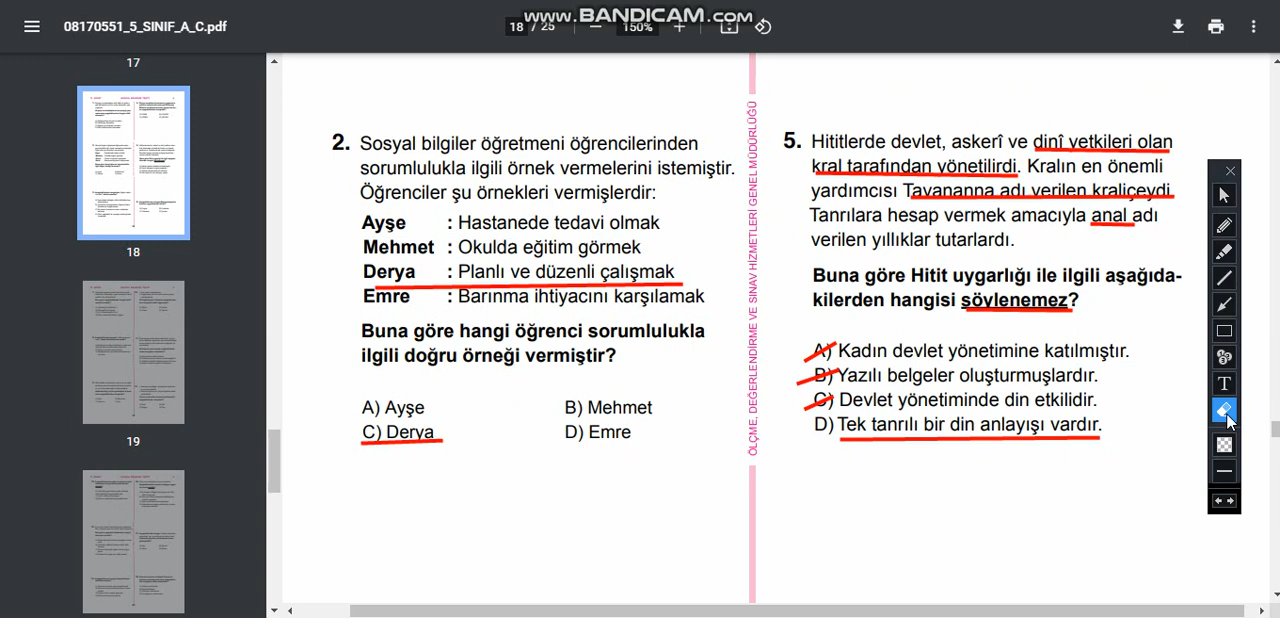 www.BANDICAM.com
08170551_5_SINIF_A_C.pdf
18 / 25
150%
17
18
19
2. Sosyal bilgiler öğretmeni öğrencilerinden
sorumlulukla ilgili örnek vermelerini istemiştir.
Öğrenciler şu örnekleri vermişlerdir:
Ayşe : Hastanede tedavi olmak
Mehmet : Okulda eğitim görmek
Derya : Planlı ve düzenli çalışmak
Emre : Barınma ihtiyacını karşılamak
Buna göre hangi öğrenci sorumlulukla
ilgili doğru örneği vermiştir?
A) Ayşe B) Mehmet
C) Derya D) Emre
ÖLÇME, DEĞERLENDİRME VE SINAV HİZMETLERİ GENEL MÜDÜRLÜĞÜ
5. Hititlerde devlet, askerî ve dinî yetkileri olan
kral tarafından yönetilirdi. Kralın en önemli
yardımcısı Tavananna adı verilen kraliçeydi.
Tanrılara hesap vermek amacıyla anal adı
verilen yıllıklar tutarlardı.
Buna göre Hitit uygarlığı ile ilgili aşağıda-
kilerden hangisi söylenemez?
A) Kadın devlet yönetimine katılmıştır.
B) Yazılı belgeler oluşturmuşlardır.
C) Devlet yönetiminde din etkilidir.
D) Tek tanrılı bir din anlayışı vardır.
T